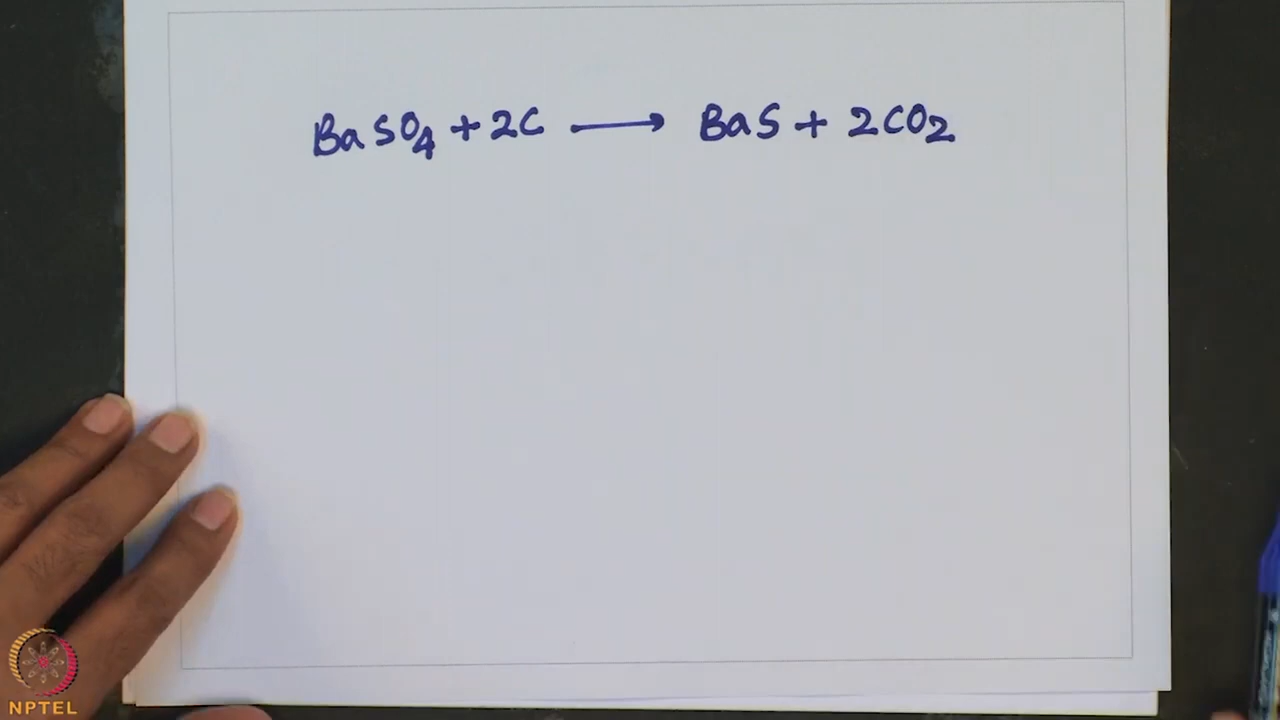 BaSO₄ + 2C ⟶ BaS + 2CO₂
NPTEL